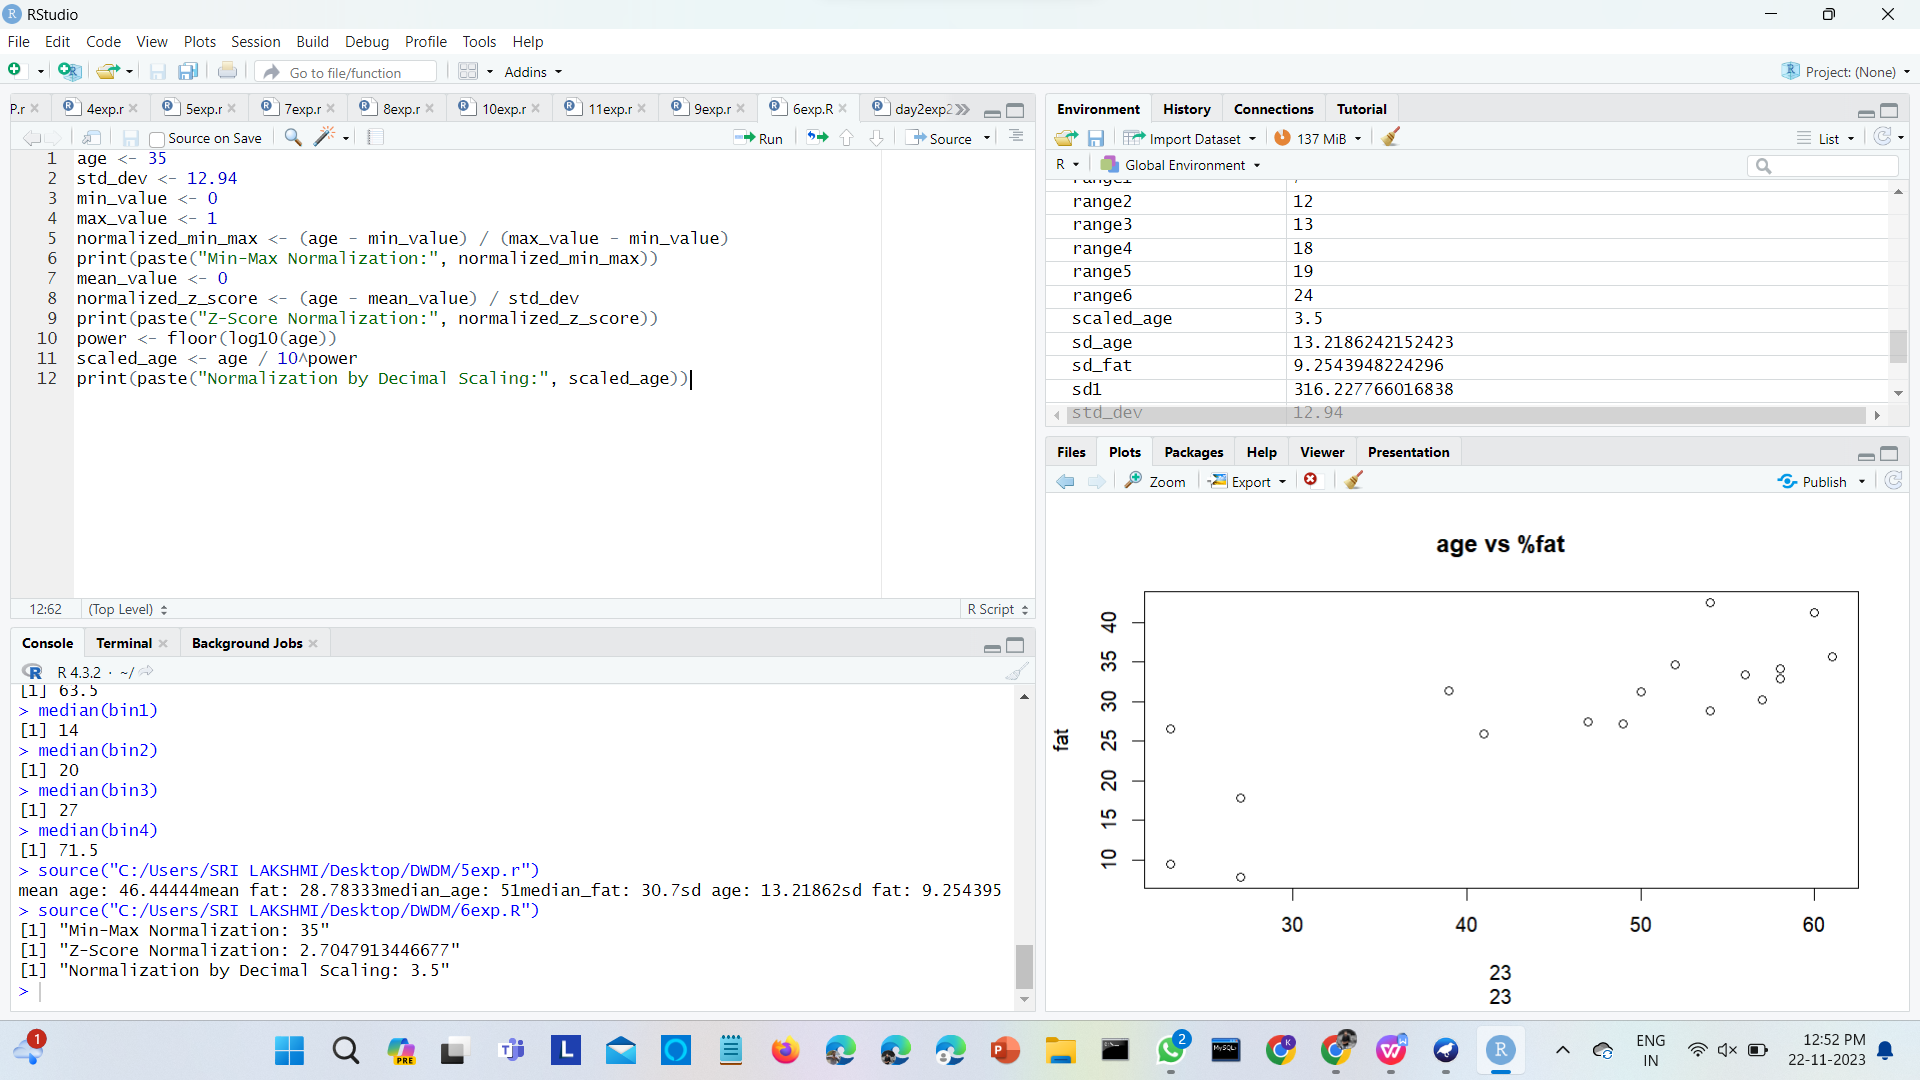 RStudio
File Edit Code View Plots Session Build Debug Profile Tools Help
Go to file/function Addins Project: (None)
P.r 4exp.r 5exp.r 7exp.r 8exp.r 10exp.r 11exp.r 9exp.r 6exp.R day2exp2
Source on Save Run Source
1 age <- 35
2 std_dev <- 12.94
3 min_value <- 0
4 max_value <- 1
5 normalized_min_max <- (age - min_value) / (max_value - min_value)
6 print(paste("Min-Max Normalization:", normalized_min_max))
7 mean_value <- 0
8 normalized_z_score <- (age - mean_value) / std_dev
9 print(paste("Z-Score Normalization:", normalized_z_score))
10 power <- floor(log10(age))
11 scaled_age <- age / 10^power
12 print(paste("Normalization by Decimal Scaling:", scaled_age))
12:62 (Top Level) R Script
Console Terminal Background Jobs
R 4.3.2 · ~/
[1] 63.5
> median(bin1)
[1] 14
> median(bin2)
[1] 20
> median(bin3)
[1] 27
> median(bin4)
[1] 71.5
> source("C:/Users/SRI LAKSHMI/Desktop/DWDM/5exp.r")
mean age: 46.44444mean fat: 28.78333median_age: 51median_fat: 30.7sd age: 13.21862sd fat: 9.254395
> source("C:/Users/SRI LAKSHMI/Desktop/DWDM/6exp.R")
[1] "Min-Max Normalization: 35"
[1] "Z-Score Normalization: 2.7047913446677"
[1] "Normalization by Decimal Scaling: 3.5"
>
Environment History Connections Tutorial
Import Dataset 137 MiB List
R Global Environment
range2 12
range3 13
range4 18
range5 19
range6 24
scaled_age 3.5
sd_age 13.2186242152423
sd_fat 9.2543948224296
sd1 316.227766016838
std_dev 12.94
Files Plots Packages Help Viewer Presentation
Zoom Export Publish
age vs %fat
fat
40
35
30
25
20
15
10
30 40 50 60
23
23
1 PRE L 2 MySQL K R
ENG
IN
12:52 PM
22-11-2023